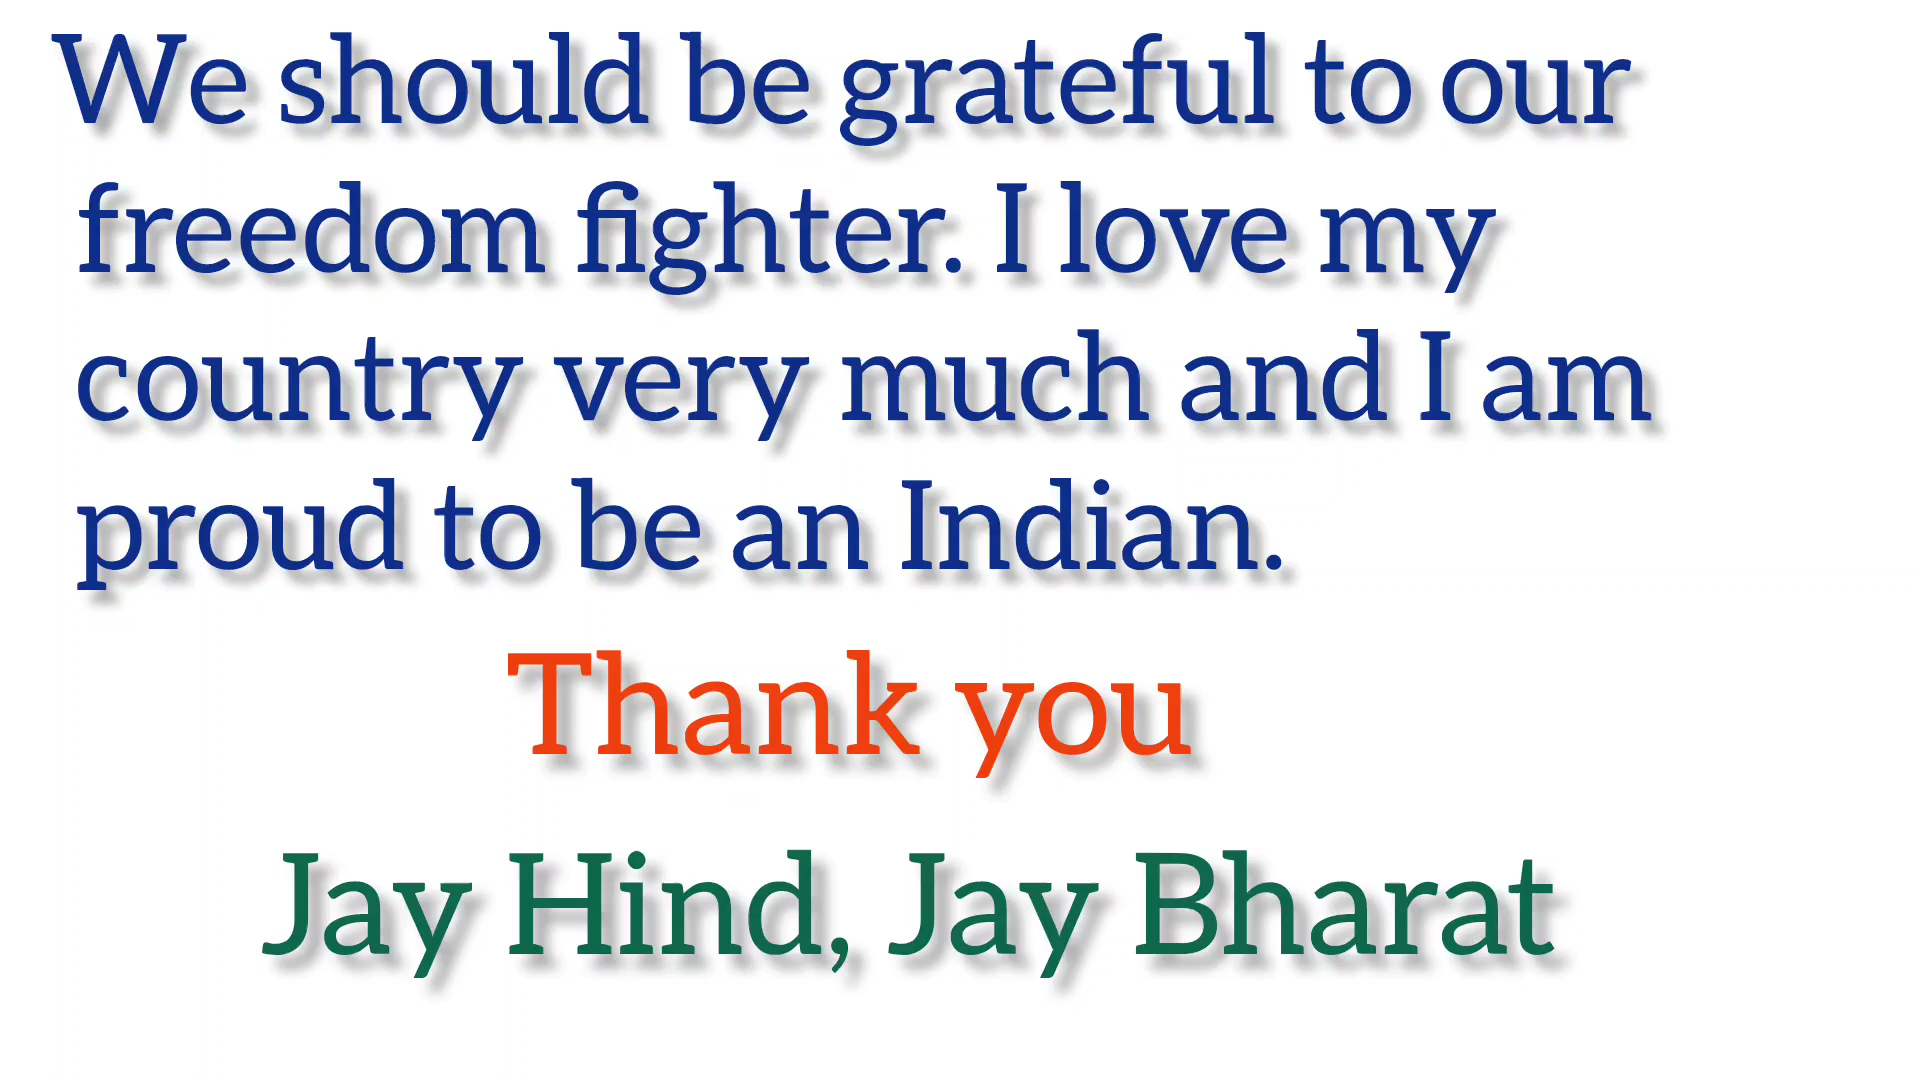 We should be grateful to our
freedom fighter. I love my
country very much and I am
proud to be an Indian.
Thank you
Jay Hind, Jay Bharat